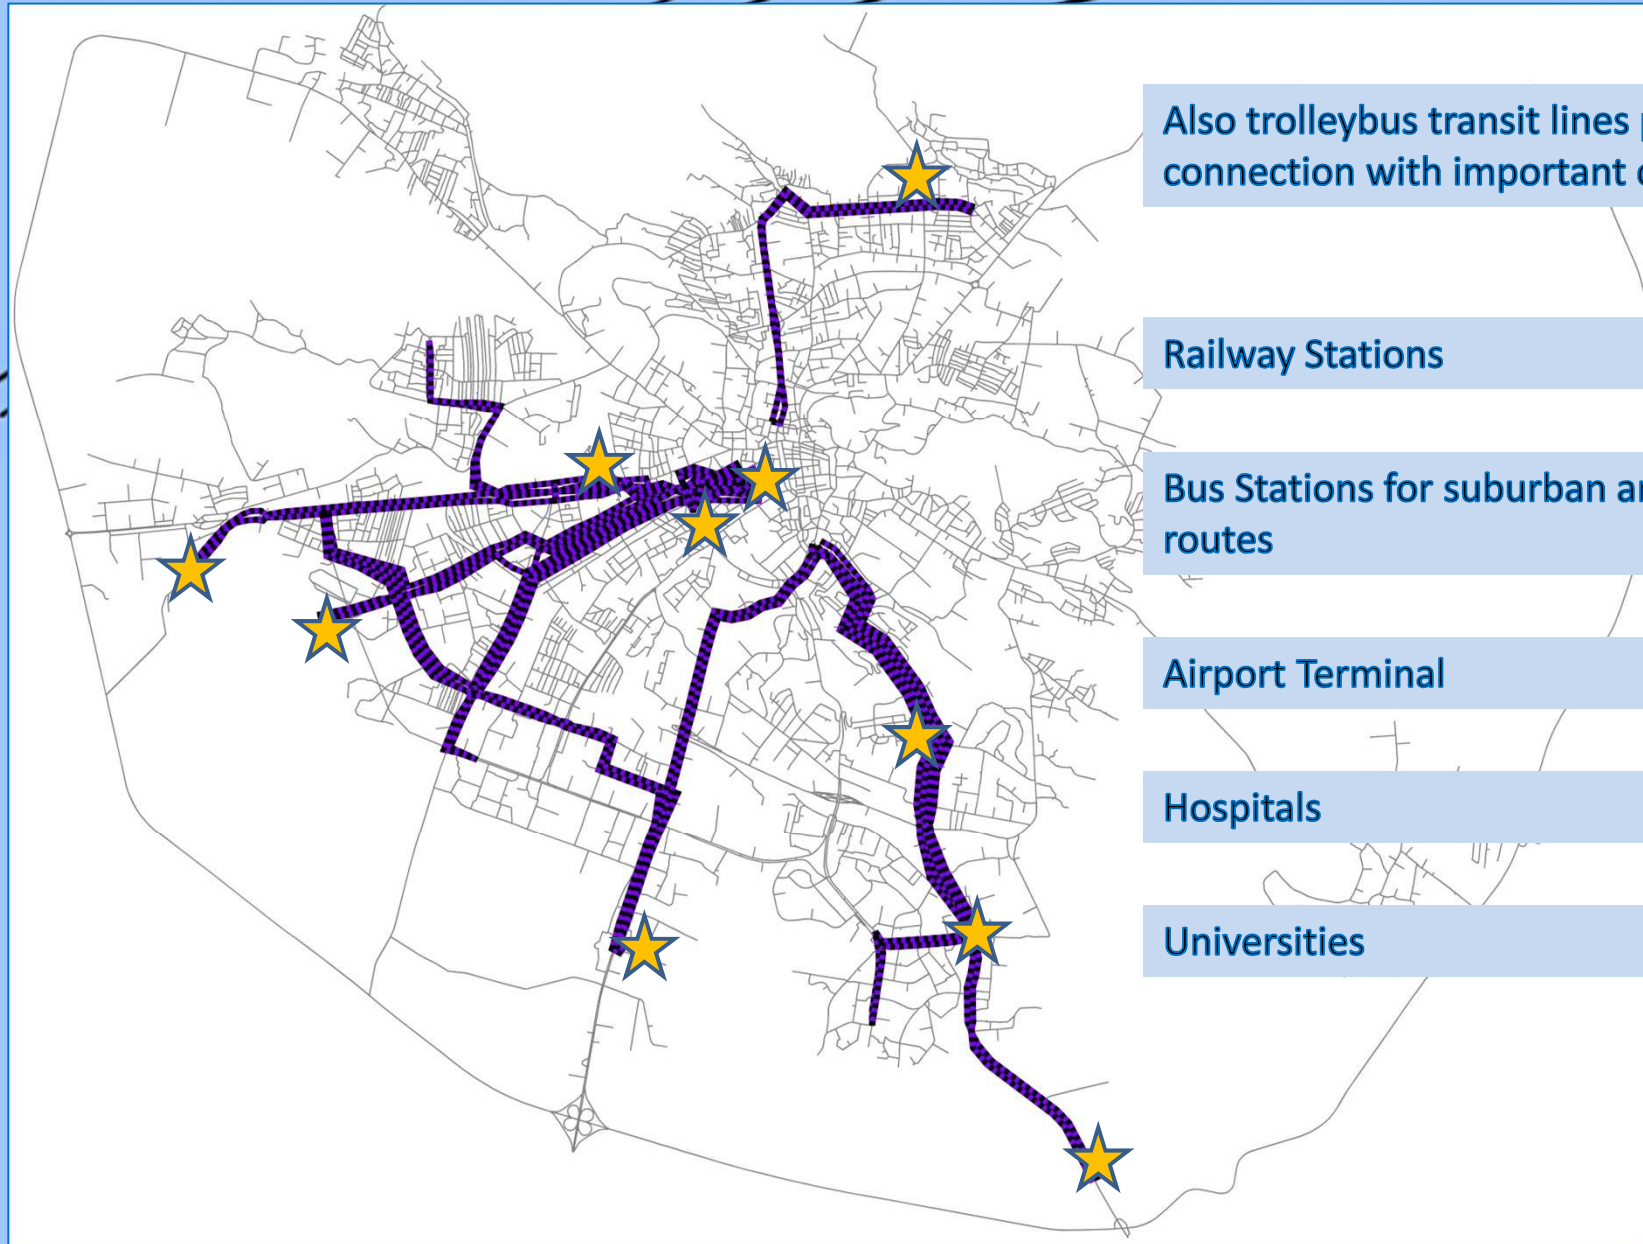 Also trolleybus transit lines
connection with important
Railway Stations
Bus Stations for suburban
routes
Airport Terminal
Hospitals
Universities